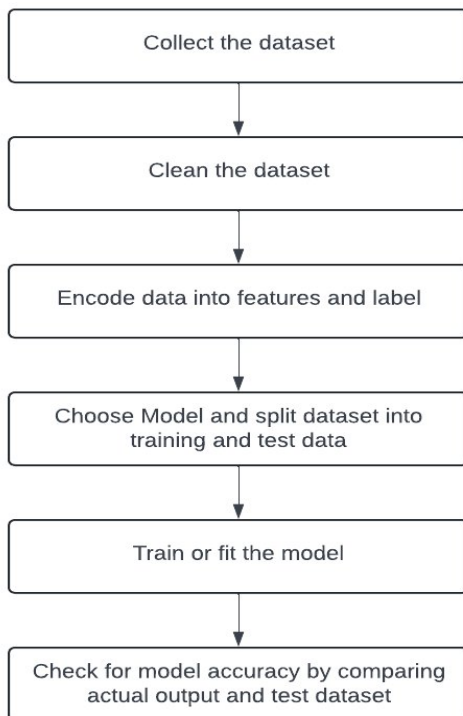 Collect the dataset
Clean the dataset
Encode data into features and label
Choose Model and split dataset into
training and test data
Train or fit the model
Check for model accuracy by comparing
actual output and test dataset